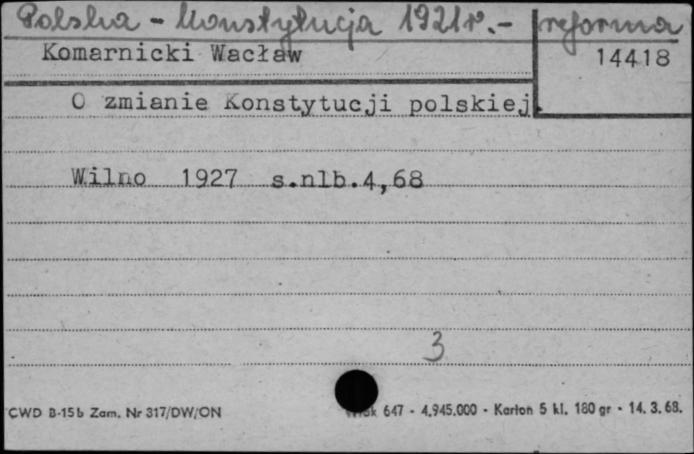 Polska - Konstytucja 1921 r. - reforma
Komarnicki Wacław
14418
O zmianie Konstytucji polskiej.
Wilno 1927 s.nlb.4,68
3
CWD B-15b Zam. Nr 317/DW/ON
647 - 4.945.000 - Karton 5 kl. 180 gr - 14. 3. 68.